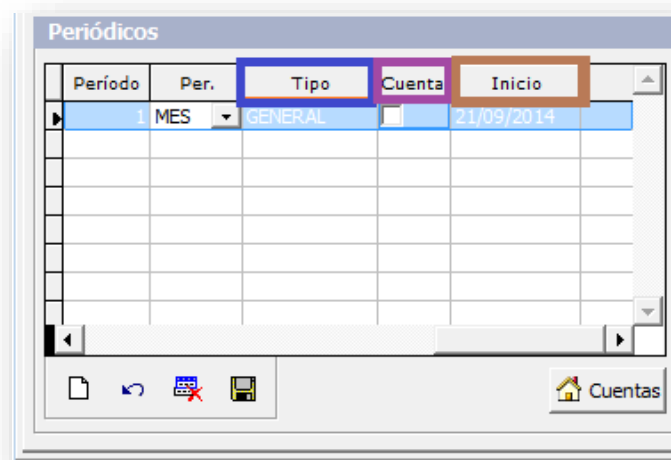 Periódicos
Período Per. Tipo Cuenta Inicio
1 MES GENERAL 21/09/2014
Cuentas